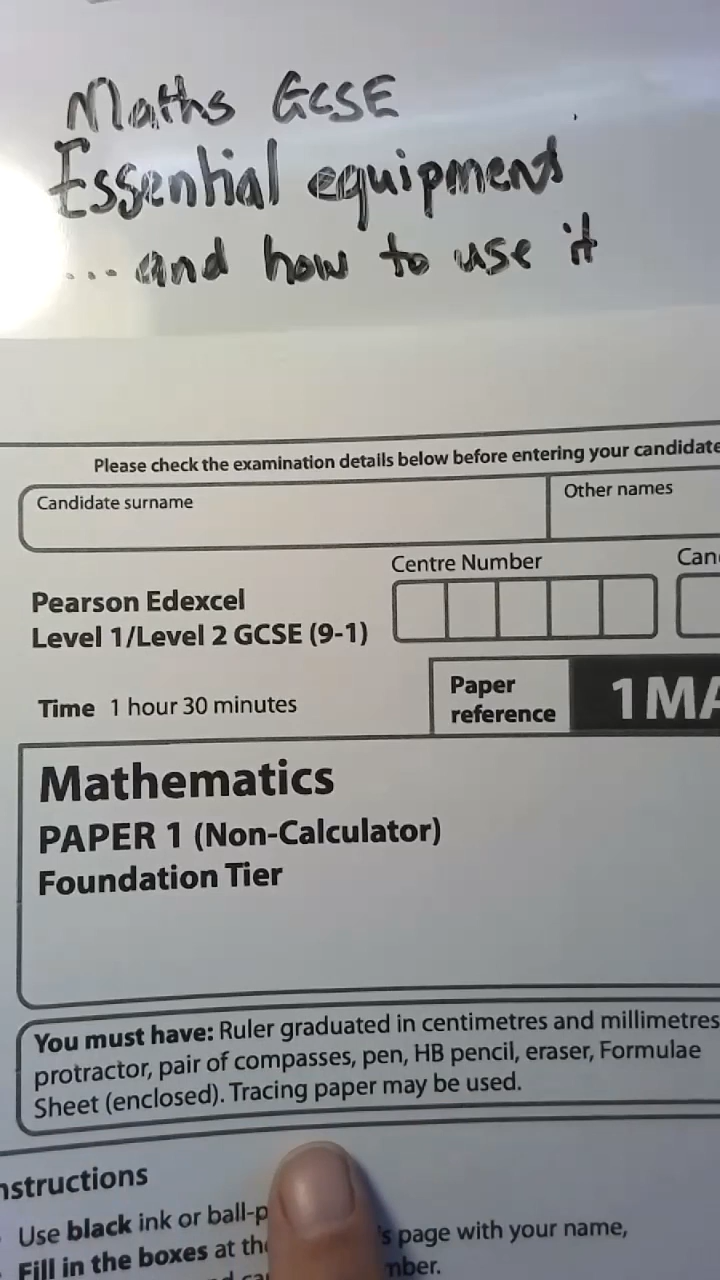 Maths GCSE
Essential equipment
... and how to use it
Please check the examination details below before entering your candidate
Candidate surname
Other names
Centre Number
Pearson Edexcel
Level 1/Level 2 GCSE (9-1)
Time 1 hour 30 minutes
Paper reference
1MA
Mathematics
PAPER 1 (Non-Calculator)
Foundation Tier
You must have: Ruler graduated in centimetres and millimetres
protractor, pair of compasses, pen, HB pencil, eraser, Formulae
Sheet (enclosed). Tracing paper may be used.
nstructions
Use black ink or ball-p
Fill in the boxes at the 's page with your name,